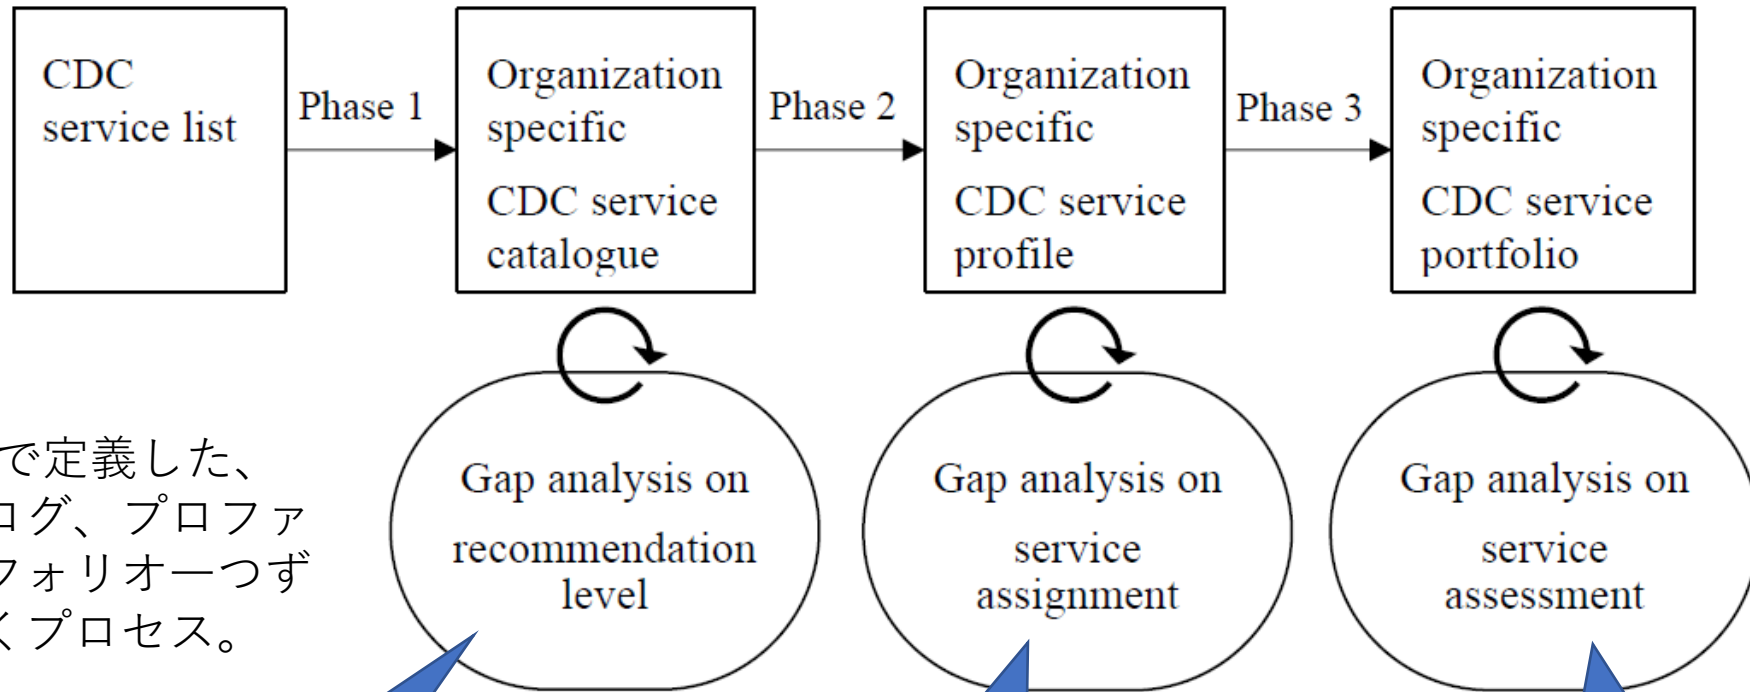 CDC
service list
Phase 1
Organization
specific
CDC service
catalogue
Phase 2
Organization
specific
CDC service
profile
Phase 3
Organization
specific
CDC service
portfolio
で定義した、
ログ、プロファ
フォリオ一つず
くプロセス。
Gap analysis on
recommendation
level
Gap analysis on
service
assignment
Gap analysis on
service
assessment